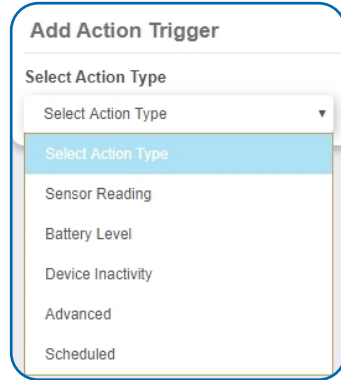 Add Action Trigger
Select Action Type
Select Action Type
Select Action Type
Sensor Reading
Battery Level
Device Inactivity
Advanced
Scheduled